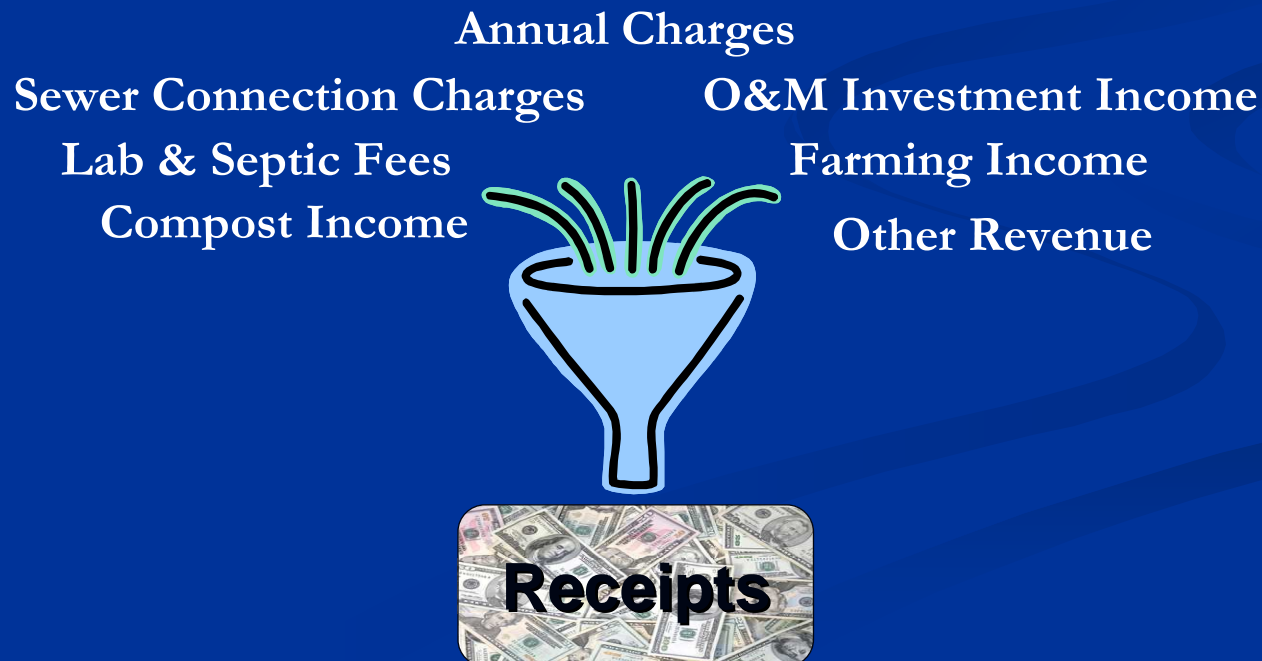 Annual Charges
Sewer Connection Charges
O&M Investment Income
Lab & Septic Fees
Farming Income
Compost Income
Other Revenue
Receipts